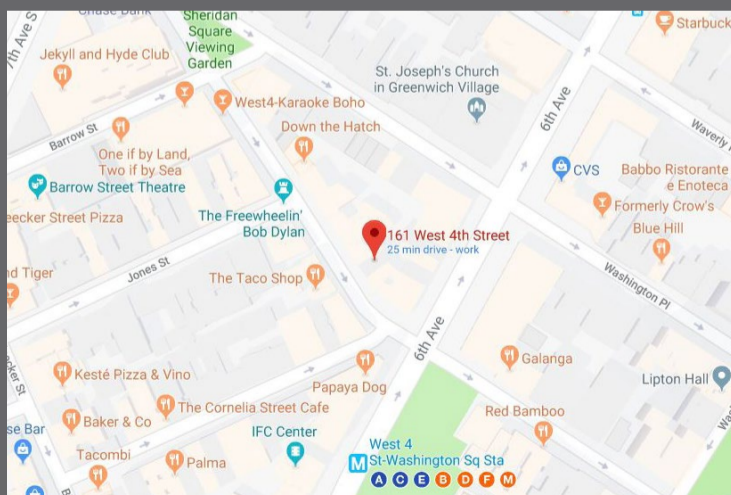 Sheridan
Square
Viewing
Garden
Starbuck
7th Ave S
Jekyll and Hyde Club
St. Joseph's Church
in Greenwich Village
6th Ave
West4-Karaoke Boho
Barrow St
Down the Hatch
Waverly
One if by Land,
Two if by Sea
CVS
Babbo Ristorante
e Enoteca
Barrow Street Theatre
Formerly Crow's
eecker Street Pizza
The Freewheelin'
Bob Dylan
Blue Hill
161 West 4th Street
25 min drive - work
Jones St
d Tiger
The Taco Shop
Washington Pl
6th Ave
Galanga
Kesté Pizza & Vino
Papaya Dog
Lipton Hall
The Cornelia Street Cafe
Baker & Co
Red Bamboo
se Bar
IFC Center
Tacombi
Palma
M
West 4
St-Washington Sq Sta
A C E B D F M